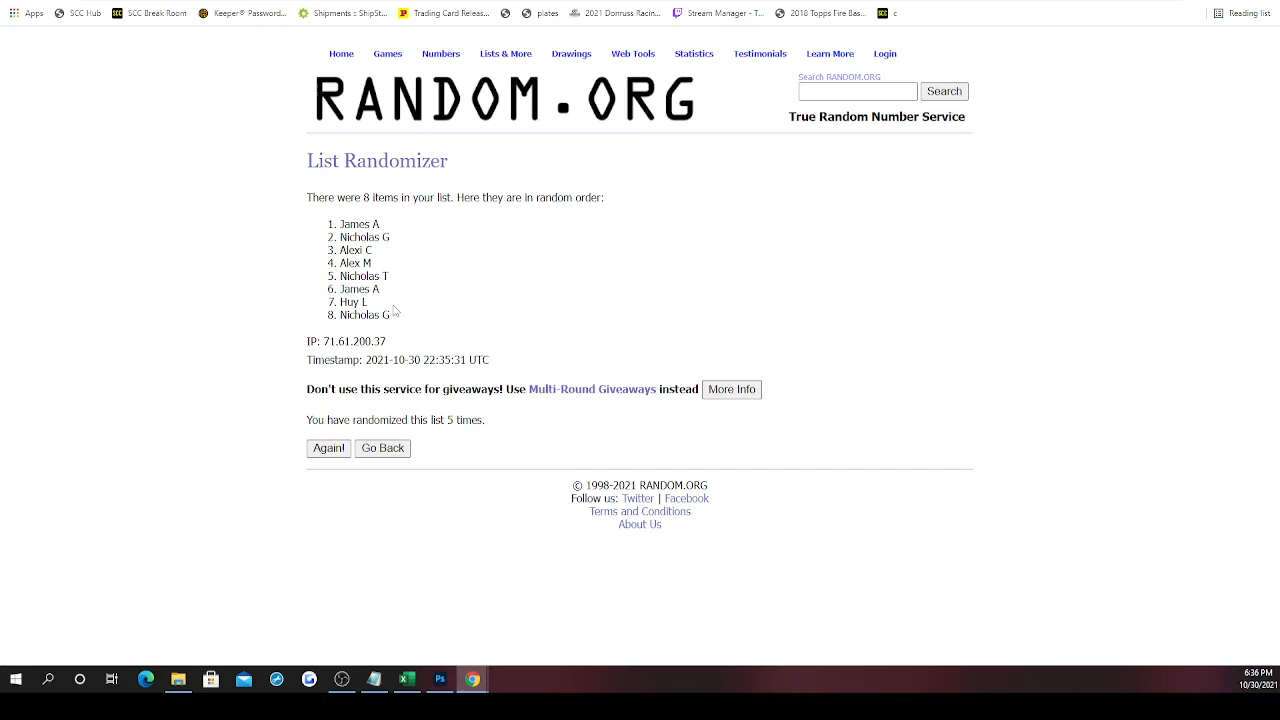 Apps SCC Hub SCC Break Room Keeper® Password... Shipments :: ShipSt... Trading Card Releas... plates 2021 Donruss Racin... Stream Manager - T... 2018 Topps Fire Bas... c Reading list
Home Games Numbers Lists & More Drawings Web Tools Statistics Testimonials Learn More Login
RANDOM.ORG
Search RANDOM.ORG
Search
True Random Number Service
List Randomizer
There were 8 items in your list. Here they are in random order:
1. James A
2. Nicholas G
3. Alexi C
4. Alex M
5. Nicholas T
6. James A
7. Huy L
8. Nicholas G
IP: 71.61.200.37
Timestamp: 2021-10-30 22:35:31 UTC
Don't use this service for giveaways! Use Multi-Round Giveaways instead More Info
You have randomized this list 5 times.
Again! Go Back
© 1998-2021 RANDOM.ORG
Follow us: Twitter | Facebook
Terms and Conditions
About Us
6:36 PM
10/30/2021